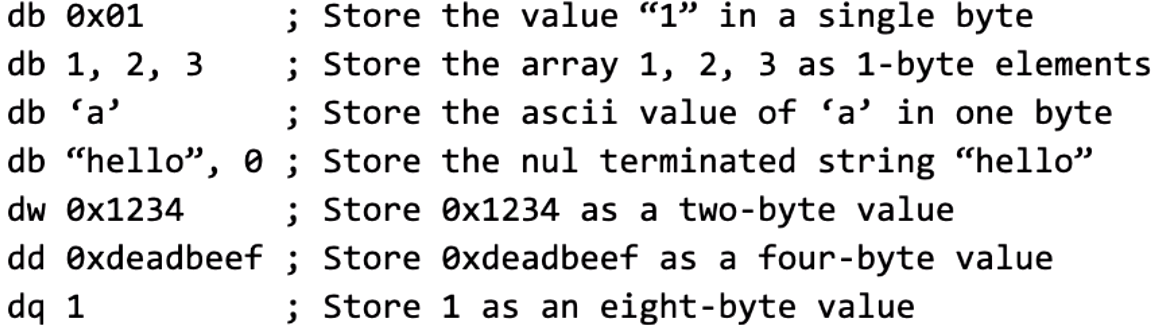 db 0x01       ; Store the value “1” in a single byte
db 1, 2, 3    ; Store the array 1, 2, 3 as 1-byte elements
db ‘a’        ; Store the ascii value of ‘a’ in one byte
db “hello”, 0 ; Store the nul terminated string “hello”
dw 0x1234     ; Store 0x1234 as a two-byte value
dd 0xdeadbeef ; Store 0xdeadbeef as a four-byte value
dq 1          ; Store 1 as an eight-byte value